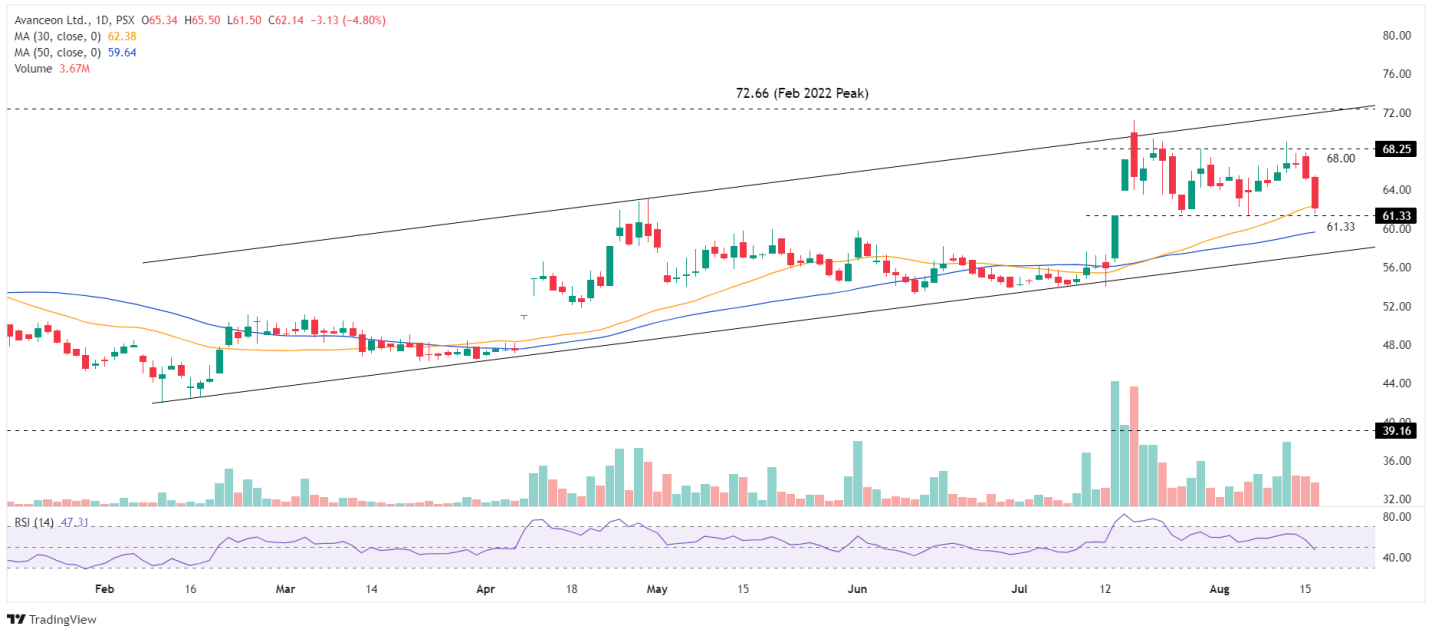 Avanceon Ltd., 1D, PSX O65.34 H65.50 L61.50 C62.14 −3.13 (−4.80%)
MA (30, close, 0) 62.38
MA (50, close, 0) 59.64
Volume 3.67M
72.66 (Feb 2022 Peak)
80.00
76.00
72.00
68.25
68.00
64.00
61.33
60.00
61.33
56.00
52.00
48.00
44.00
40.00
39.16
36.00
32.00
RSI (14) 47.31
80.00
40.00
Feb 16 Mar 14 Apr 18 May 15 Jun Jul 12 Aug 15
TradingView